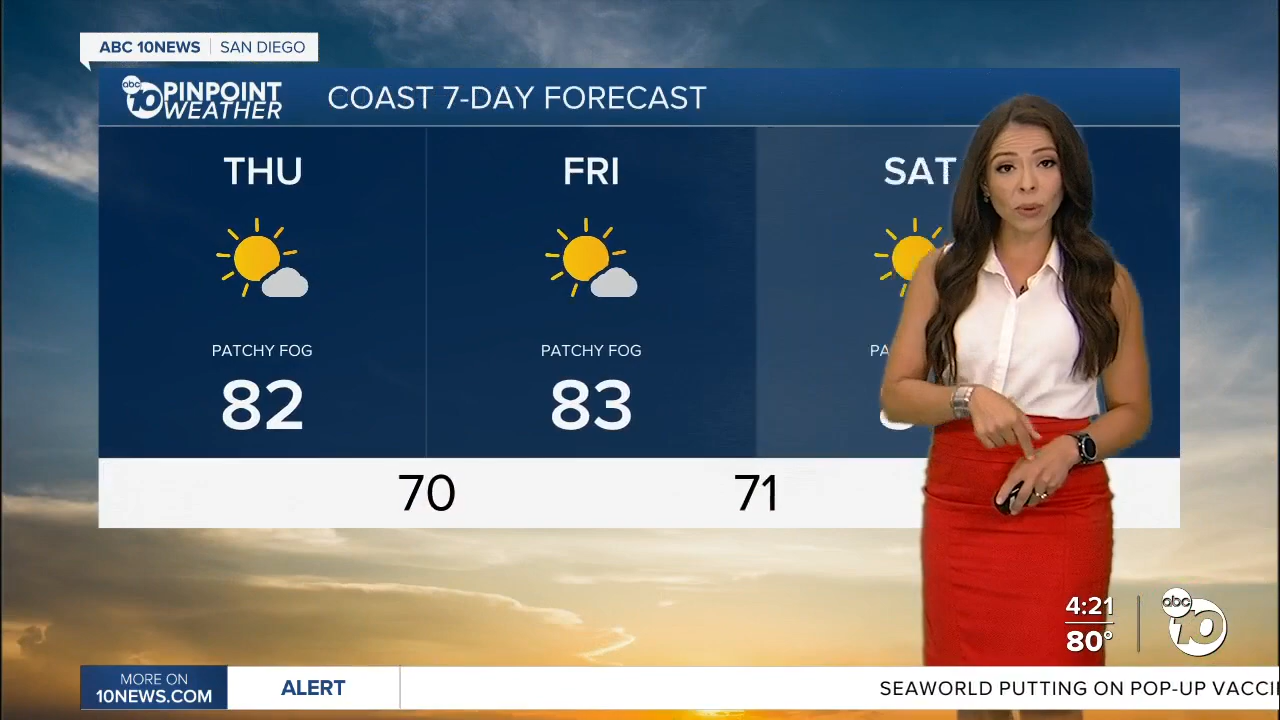 ABC 10NEWS | SAN DIEGO
abc 10 PINPOINT WEATHER
COAST 7-DAY FORECAST
THU
FRI
SAT
PATCHY FOG
PATCHY FOG
PA
82
83
70
71
4:21
80°
abc 10
MORE ON
10NEWS.COM
ALERT
SEAWORLD PUTTING ON POP-UP VACCI